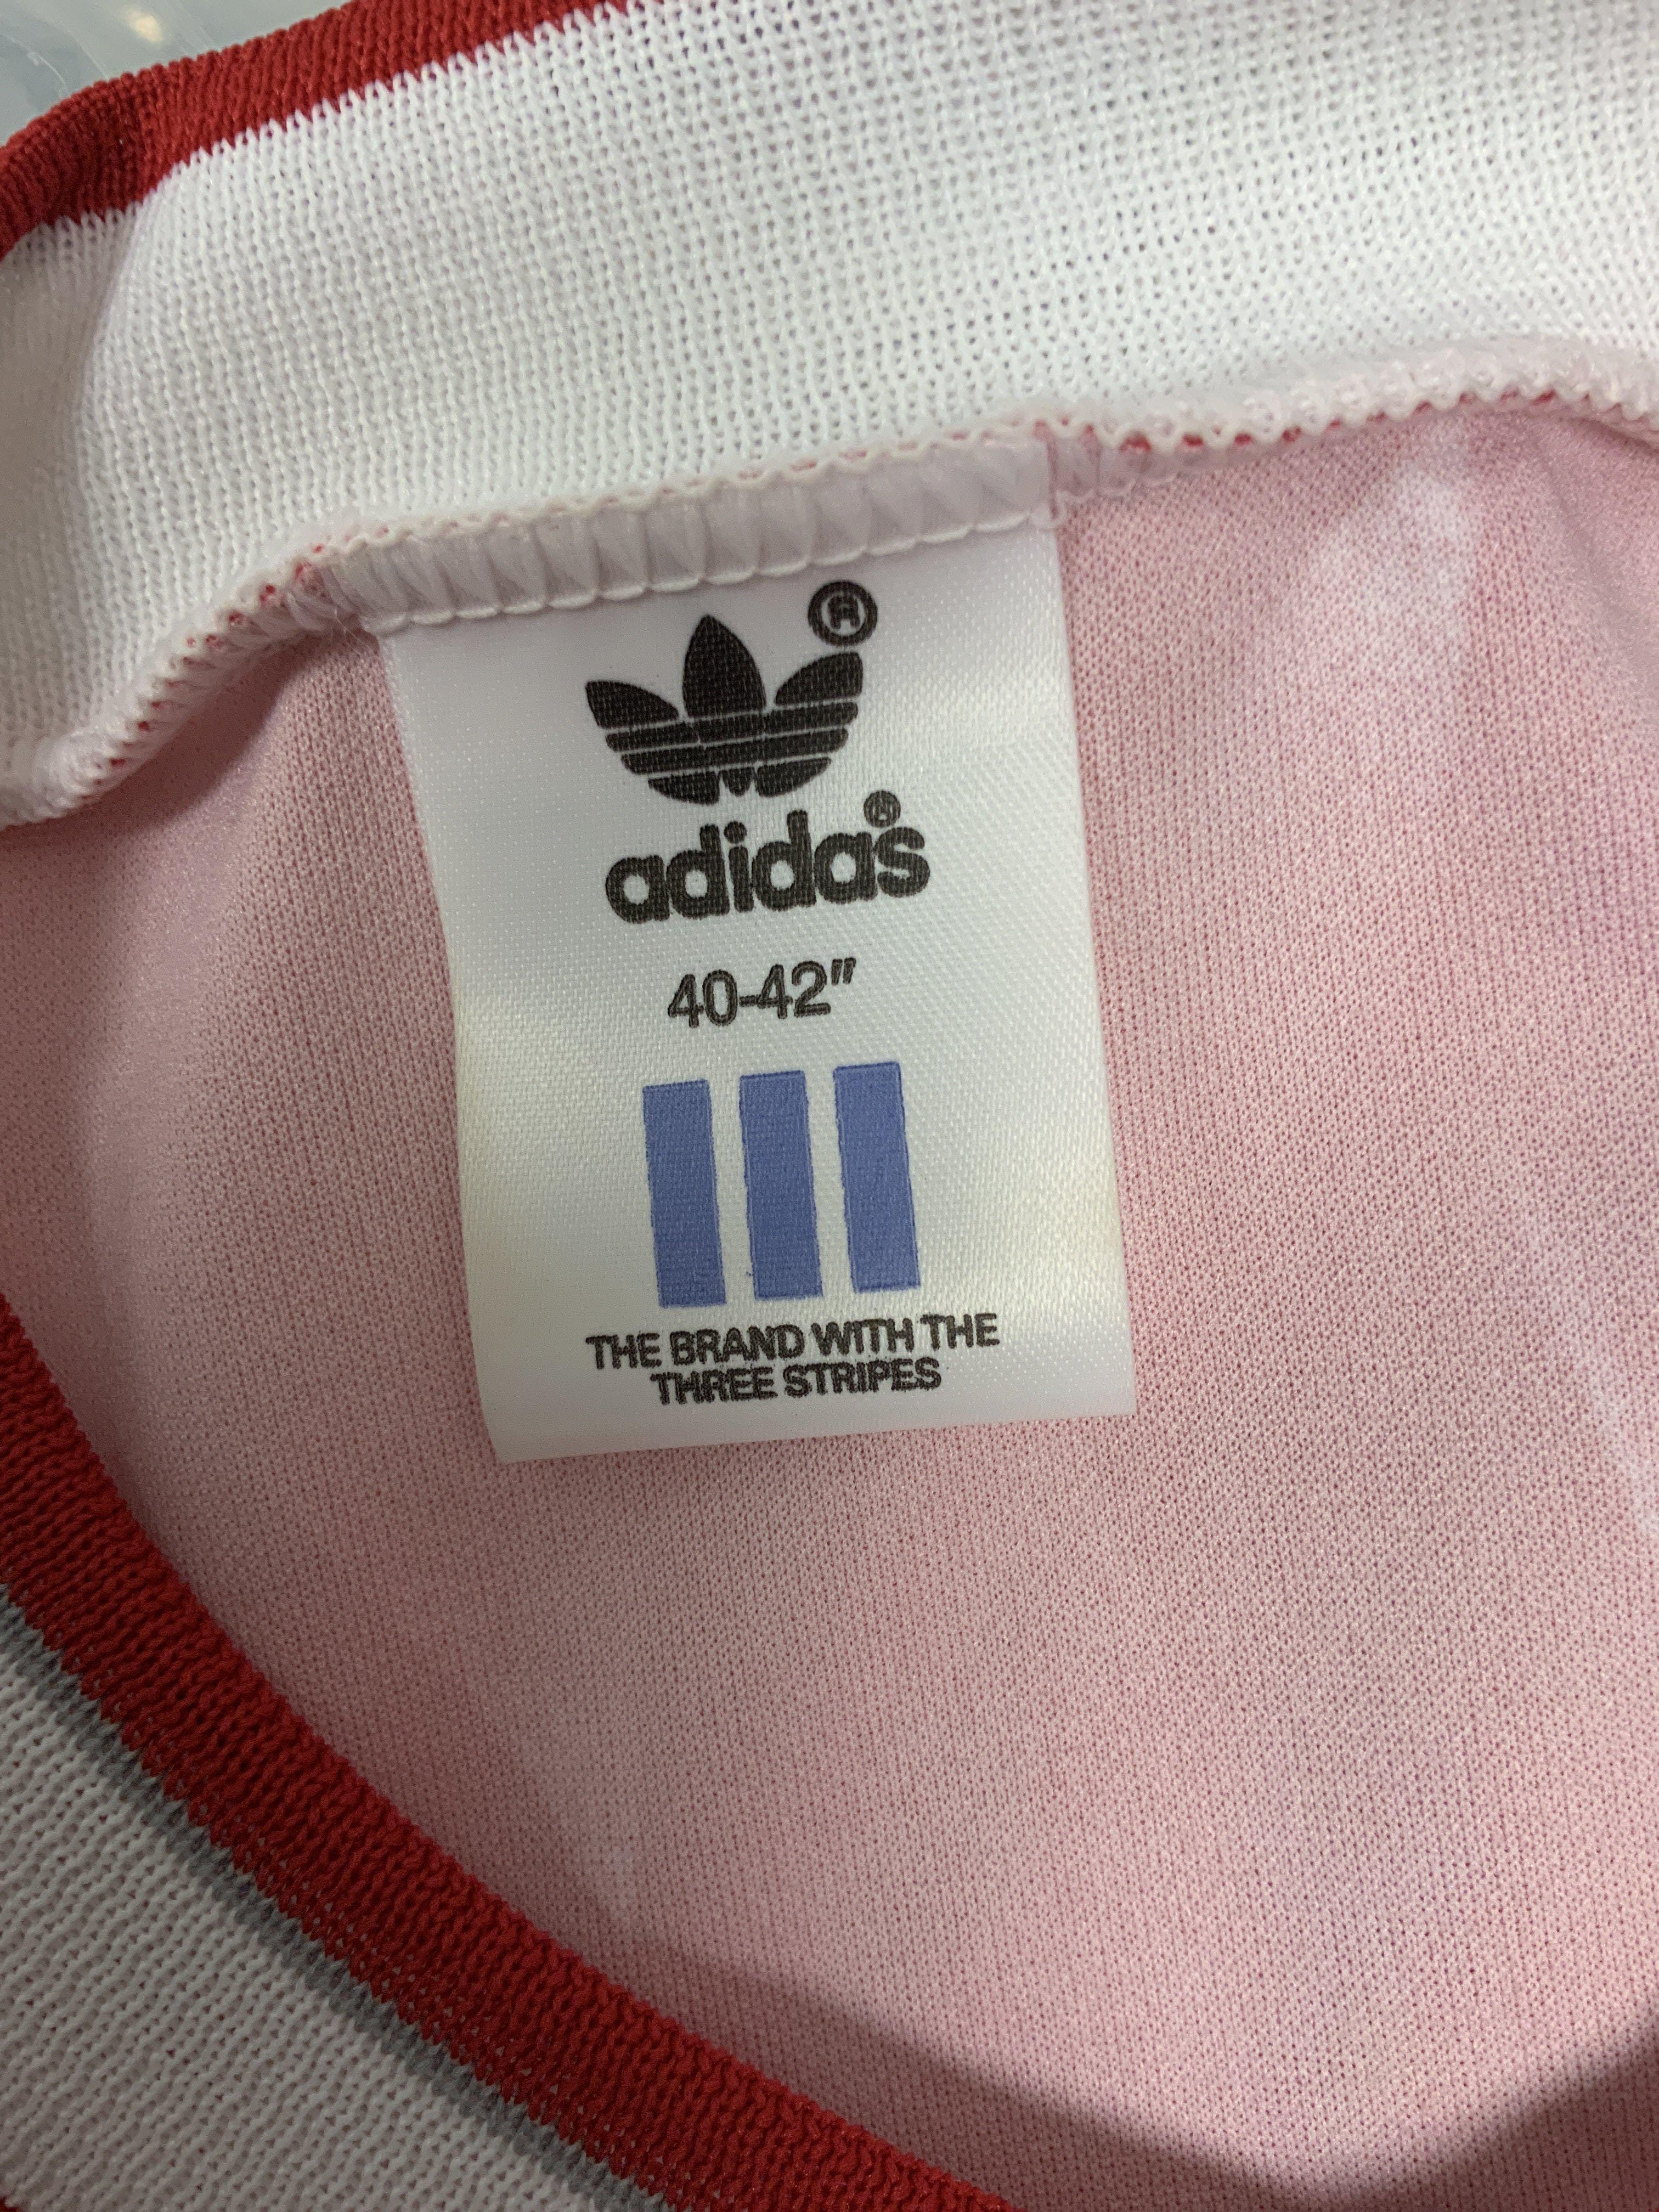 ®
adidas®
40-42"
THE BRAND WITH THE
THREE STRIPES